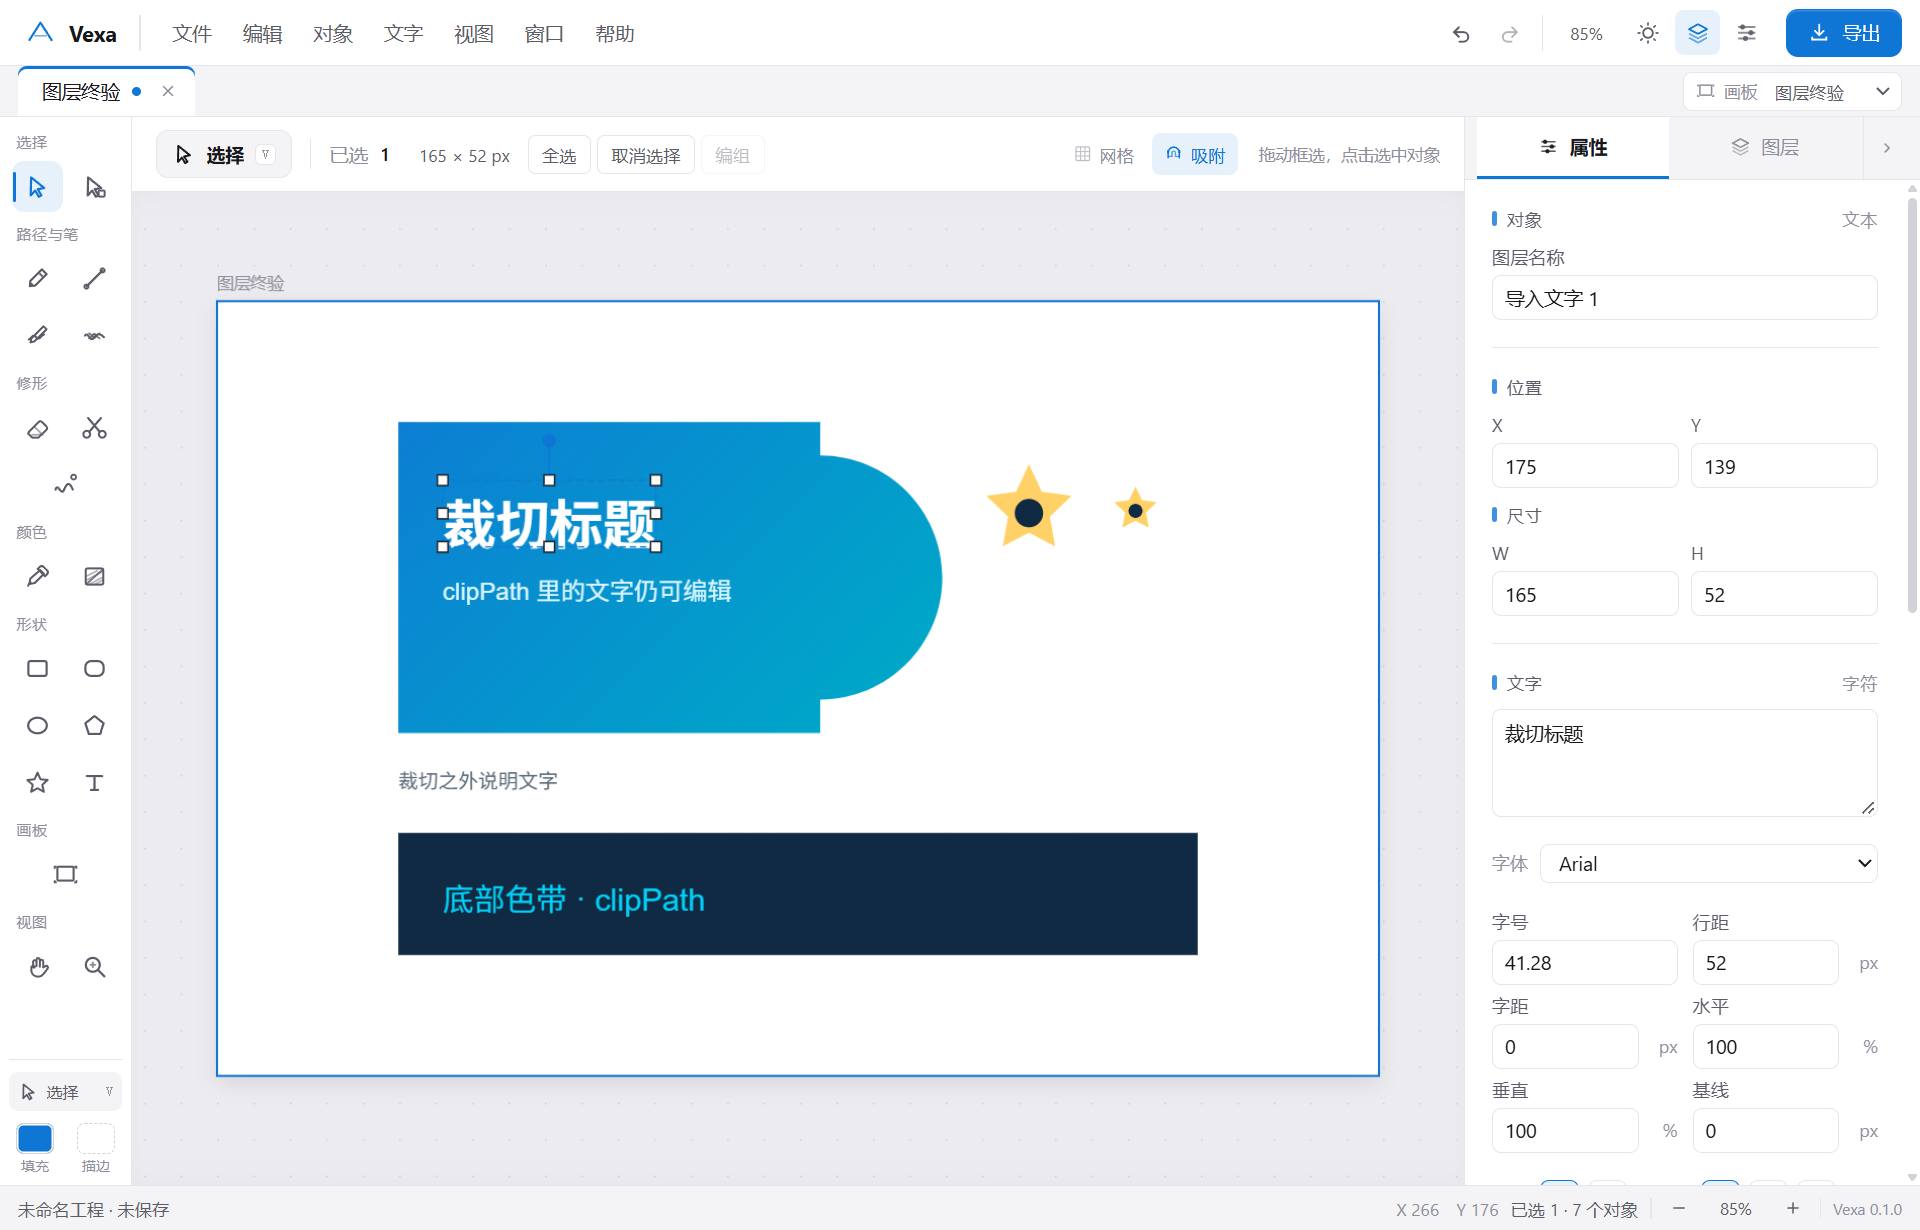 Vexa 文件 编辑 对象 文字 视图 窗口 帮助 85% 导出
图层终验 画板 图层终验
选择 V 已选 1 165 × 52 px 全选 取消选择 编组 网格 吸附 拖动框选，点击选中对象 属性 图层
选择
路径与笔
修形
颜色
形状
画板
视图
选择 V
填充 描边
图层终验
裁切标题
clipPath 里的文字仍可编辑
裁切之外说明文字
底部色带 · clipPath
对象 文本
图层名称
导入文字 1
位置
X Y
175 139
尺寸
W H
165 52
文字 字符
裁切标题
字体 Arial
字号 行距
41.28 52 px
字距 水平
0 px 100 %
垂直 基线
100 % 0 px
未命名工程 · 未保存 X 266 Y 176 已选 1 · 7 个对象 85% Vexa 0.1.0